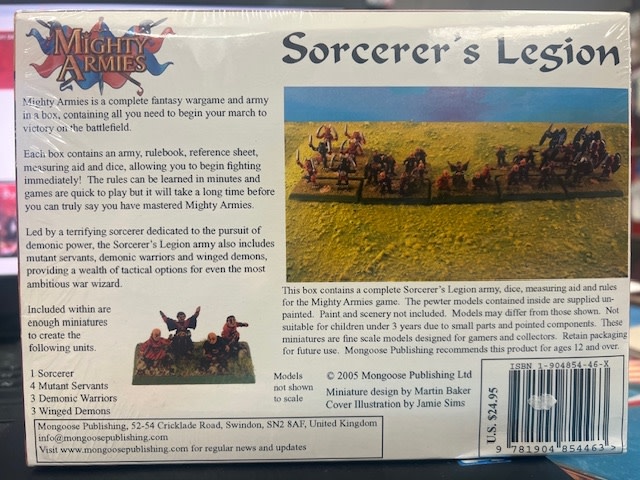 MIGHTY
ARMIES
Sorcerer's Legion
Mighty Armies is a complete fantasy wargame and army
in a box, containing all you need to begin your march to
victory on the battlefield.
Each box contains an army, rulebook, reference sheet,
measuring aid and dice, allowing you to begin fighting
immediately! The rules can be learned in minutes and
games are quick to play but it will take a long time before
you can truly say you have mastered Mighty Armies.
Led by a terrifying sorcerer dedicated to the pursuit of
demonic power, the Sorcerer's Legion army also includes
mutant servants, demonic warriors and winged demons,
providing a wealth of tactical options for even the most
ambitious war wizard.
Included within are
enough miniatures
to create the
following units.
1 Sorcerer
4 Mutant Servants
3 Demonic Warriors
3 Winged Demons
Models
not shown
to scale
This box contains a complete Sorcerer's Legion army, dice, measuring aid and rules
for the Mighty Armies game. The pewter models contained inside are supplied un-
painted. Paint and scenery not included. Models may differ from those shown. Not
suitable for children under 3 years due to small parts and pointed components. These
miniatures are fine scale models designed for gamers and collectors. Retain packaging
for future use. Mongoose Publishing recommends this product for ages 12 and over.
© 2005 Mongoose Publishing Ltd
Miniature design by Martin Baker
Cover Illustration by Jamie Sims
U.S. $24.95
ISBN 1-904854-46-X
9 781904 854463 >
Mongoose Publishing, 52-54 Cricklade Road, Swindon, SN2 8AF, United Kingdom
info@mongoosepublishing.com
Visit www.mongoosepublishing.com for regular news and updates